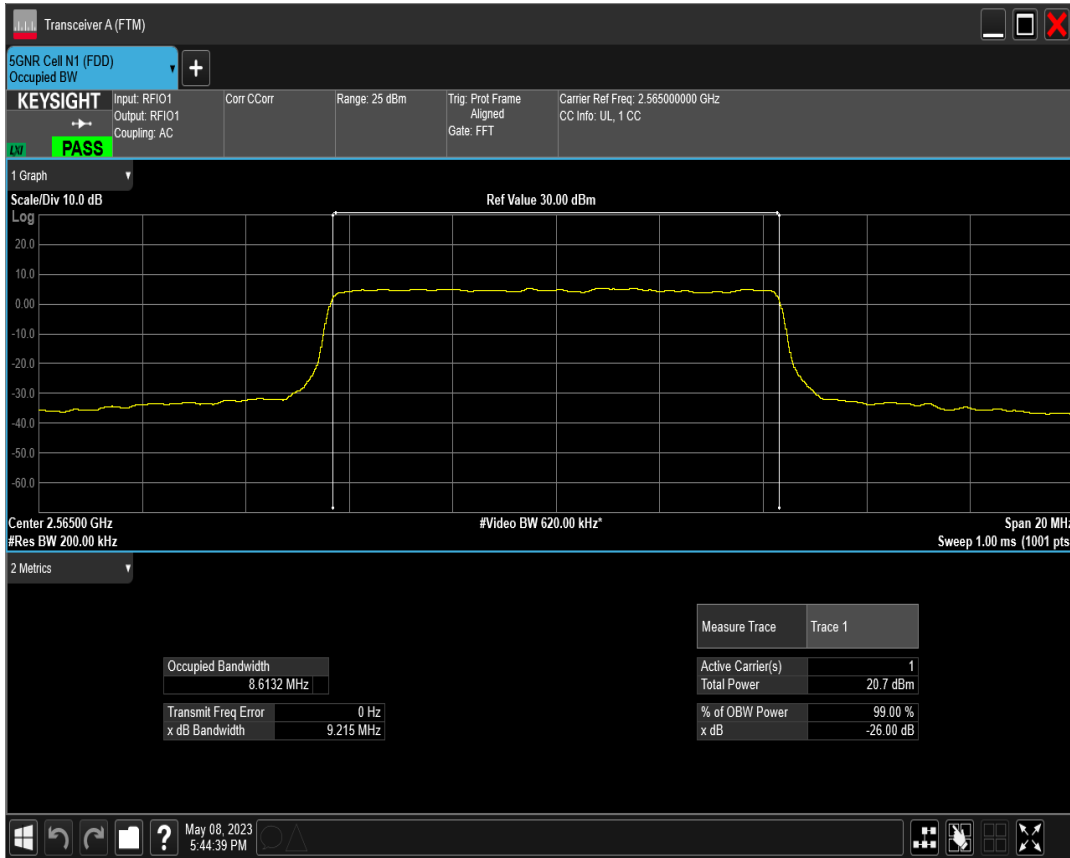 Transceiver A (FTM)
5GNR Cell N1 (FDD)
Occupied BW
+
KEYSIGHT
LXI
PASS
Input: RFIO1
Output: RFIO1
Coupling: AC
Corr CCorr
Range: 25 dBm
Trig: Prot Frame
Aligned
Gate: FFT
Carrier Ref Freq: 2.565000000 GHz
CC Info: UL, 1 CC
1 Graph
Scale/Div 10.0 dB
Ref Value 30.00 dBm
Log
20.0
10.0
0.00
-10.0
-20.0
-30.0
-40.0
-50.0
-60.0
Center 2.56500 GHz
#Video BW 620.00 kHz*
Span 20 MHz
#Res BW 200.00 kHz
Sweep 1.00 ms (1001 pts
2 Metrics
Measure Trace Trace 1
Occupied Bandwidth
8.6132 MHz
Active Carrier(s) 1
Total Power 20.7 dBm
Transmit Freq Error 0 Hz
x dB Bandwidth 9.215 MHz
% of OBW Power 99.00 %
x dB -26.00 dB
?
May 08, 2023
5:44:39 PM